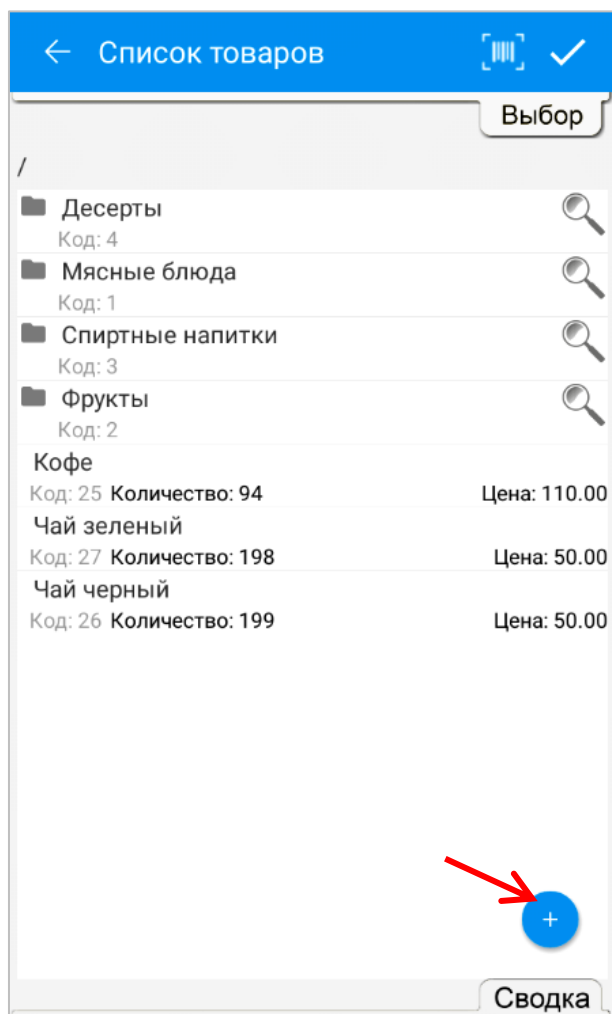 Список товаров
Выбор
/
Десерты
Код: 4
Мясные блюда
Код: 1
Спиртные напитки
Код: 3
Фрукты
Код: 2
Кофе
Код: 25 Количество: 94 Цена: 110.00
Чай зеленый
Код: 27 Количество: 198 Цена: 50.00
Чай черный
Код: 26 Количество: 199 Цена: 50.00
+
Сводка